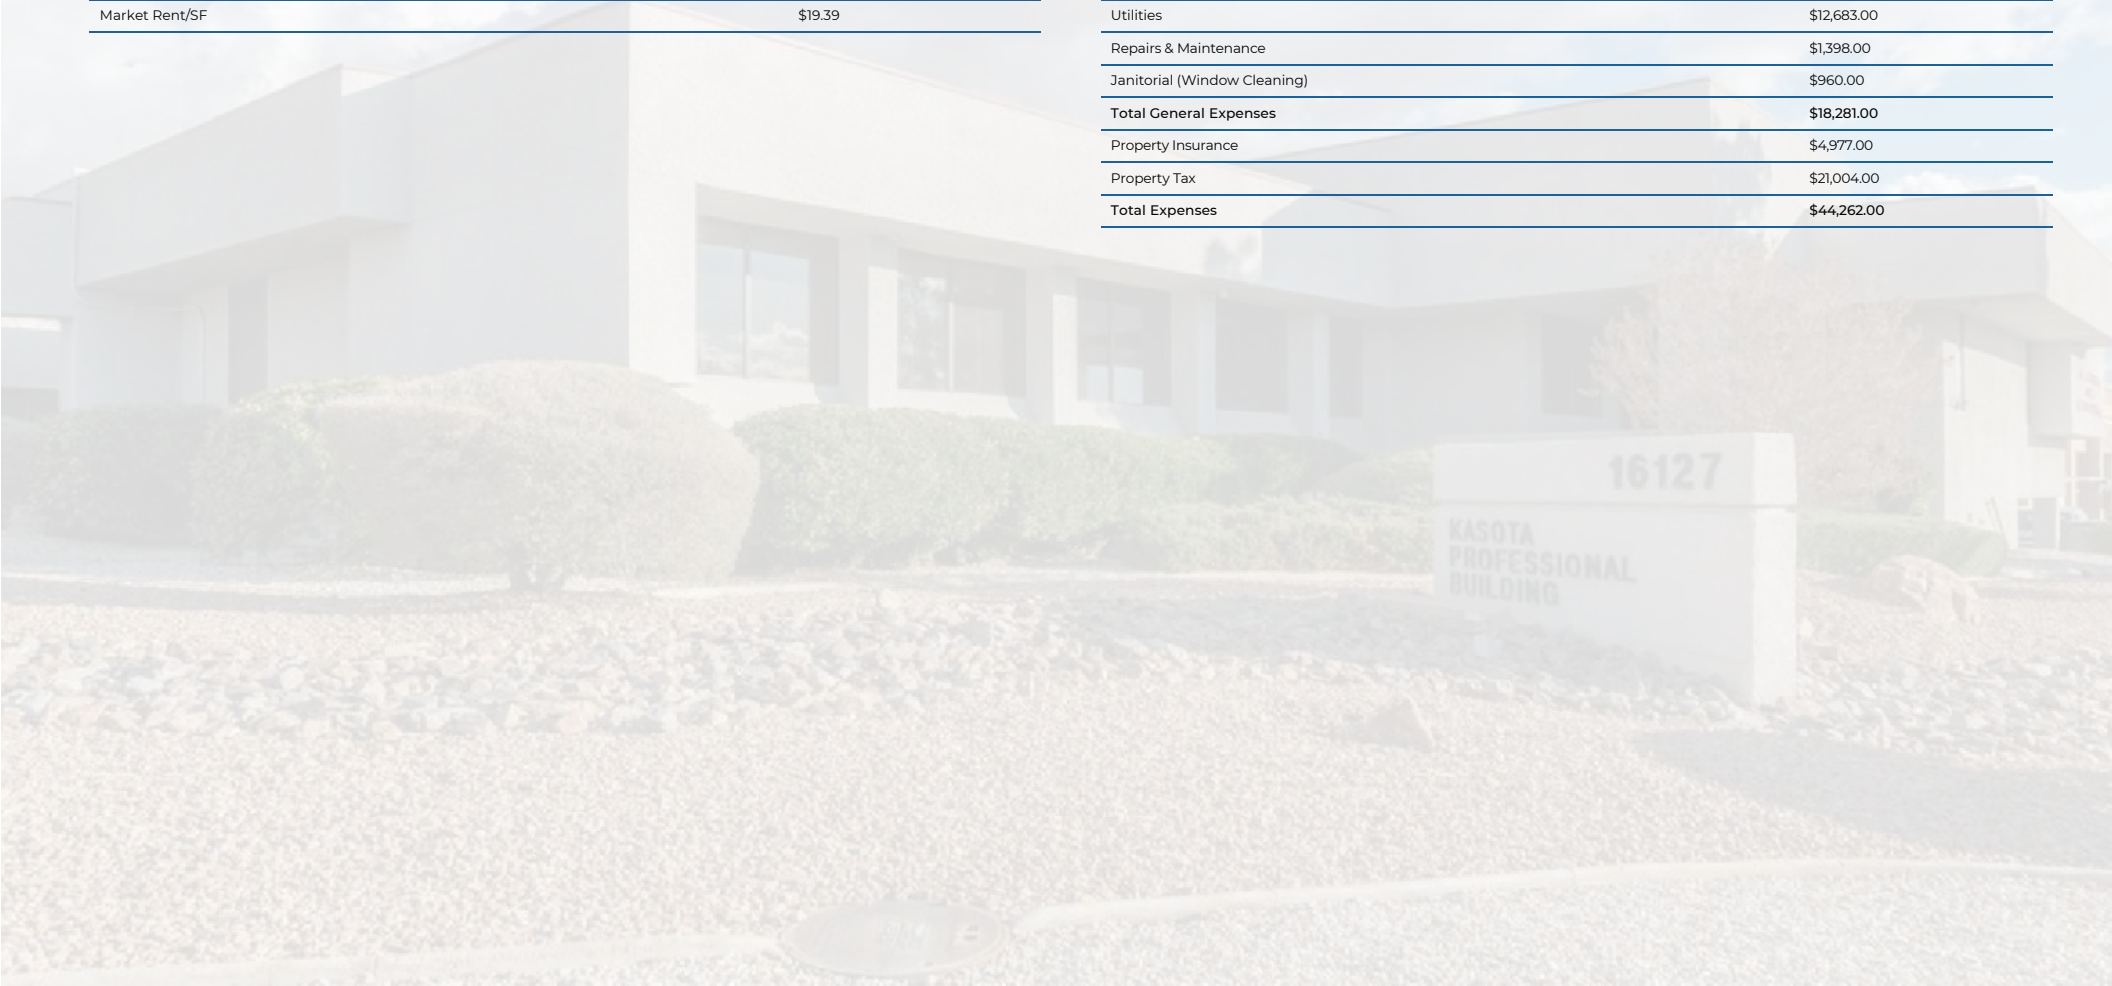 Market Rent/SF $19.39
Utilities $12,683.00
Repairs & Maintenance $1,398.00
Janitorial (Window Cleaning) $960.00
Total General Expenses $18,281.00
Property Insurance $4,977.00
Property Tax $21,004.00
Total Expenses $44,262.00
16127
KASOTA
PROFESSIONAL
BUILDING